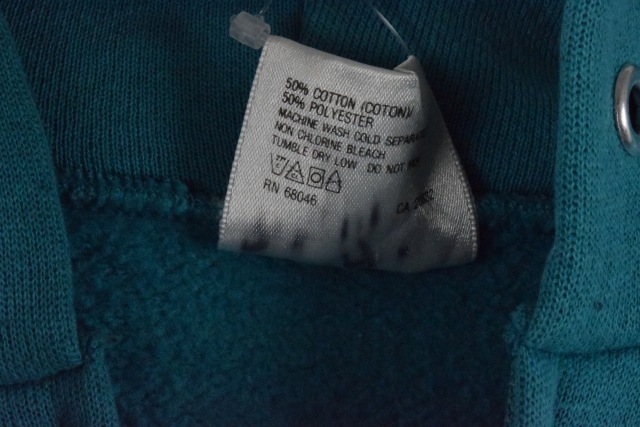 50% COTTON (COTON)/
50% POLYESTER
MACHINE WASH COLD
NON CHLORINE BLEACH
TUMBLE DRY LOW DO NOT
RN 68046 CA